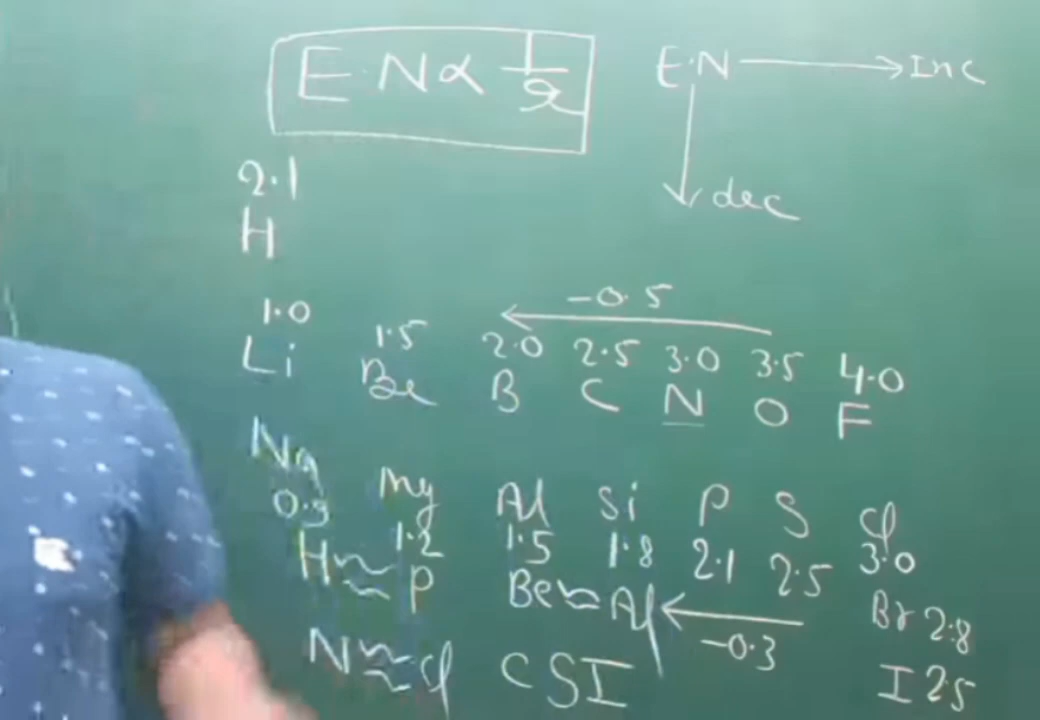 E.N ∝ 1/r
E.N → Inc
↓ dec
2.1
H
-0.5
1.0 1.5 2.0 2.5 3.0 3.5 4.0
Li Be B C N O F
Na Mg Al Si P S Cl
0.9 1.2 1.5 1.8 2.1 2.5 3.0
H ≈ P Be ≈ Al ← Br 2.8
-0.3
N ≈ Cl CSI I 2.5